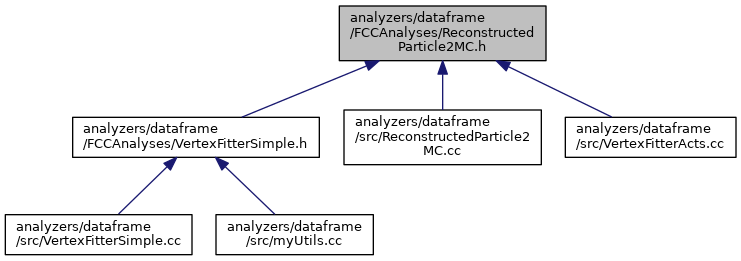 analyzers/dataframe
/FCCAnalyses/Reconstructed
Particle2MC.h
analyzers/dataframe
/FCCAnalyses/VertexFitterSimple.h
analyzers/dataframe
/src/ReconstructedParticle2
MC.cc
analyzers/dataframe
/src/VertexFitterActs.cc
analyzers/dataframe
/src/VertexFitterSimple.cc
analyzers/dataframe
/src/myUtils.cc